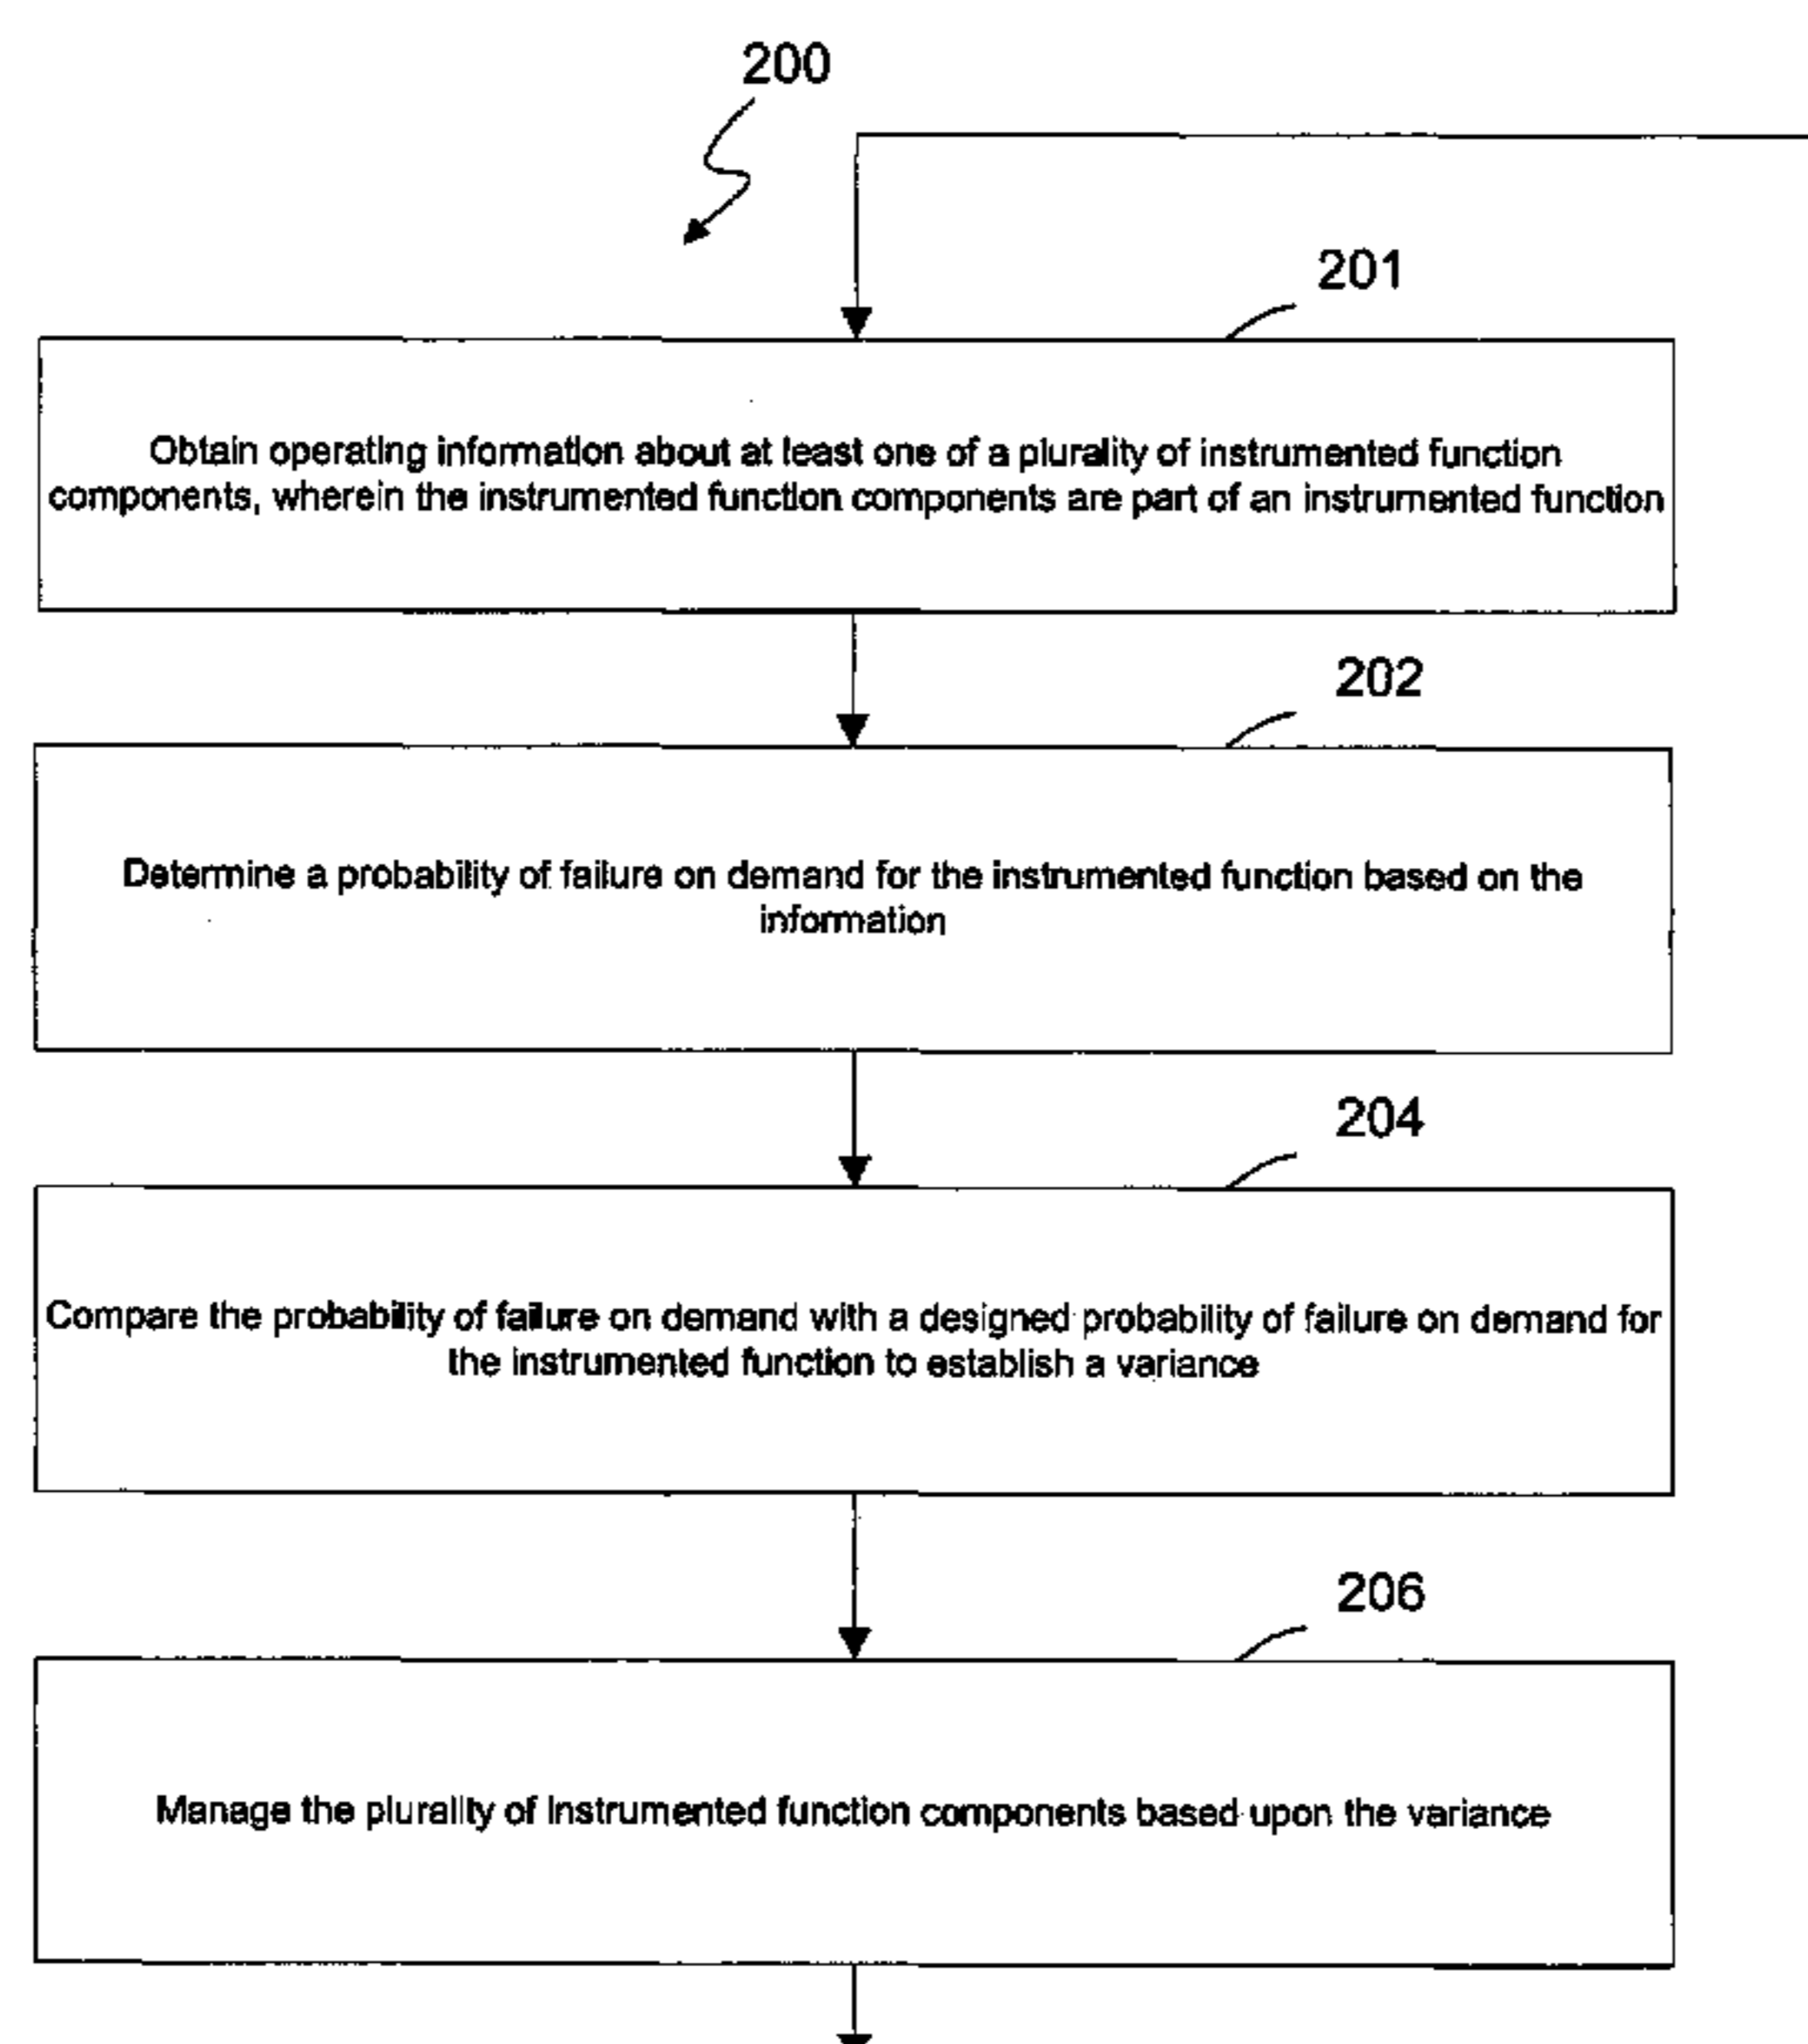 200
201
Obtain operating information about at least one of a plurality of instrumented function
components, wherein the instrumented function components are part of an instrumented function
202
Determine a probability of failure on demand for the instrumented function based on the
information
204
Compare the probability of failure on demand with a designed probability of failure on demand for
the instrumented function to establish a variance
206
Manage the plurality of instrumented function components based upon the variance